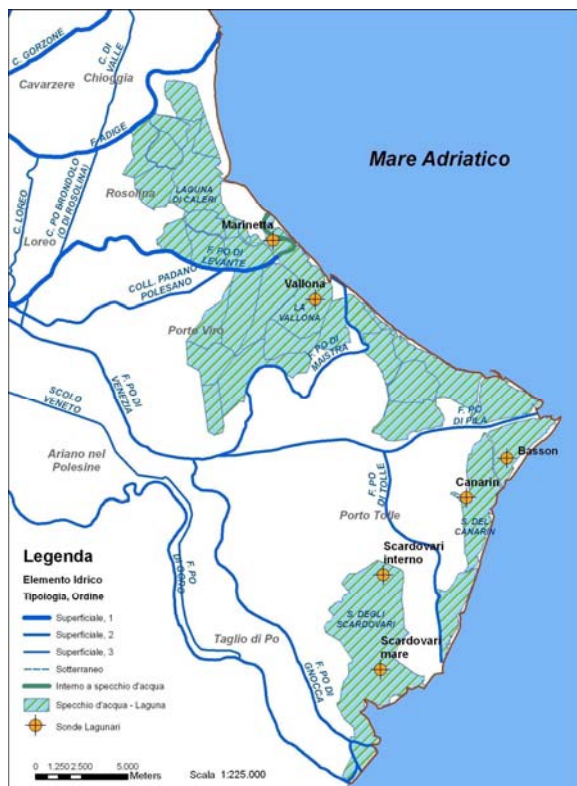 C. GORZONE
C. DI
VALLE
Cavarzere
Chioggia
F. ADIGE
Mare Adriatico
Rosolina
LAGUNA
DI CALERI
C. LOREO
C. PO BRONDOLO
(O DI ROSOLINA)
Loreo
Marinetta
F. PO DI
LEVANTE
COLL. PADANO
POLESANO
Vallona
LA
VALLONA
Porto Viro
F. PO DI
MAISTRA
F. PO DI
VENEZIA
SCOLO
VENETO
F. PO
DI PILA
Ariano nel
Polesine
Basson
Canarin
F. PO
DI TOLLE
Porto Tolle
S. DEL
CANARIN
Scardovari
interno
F. PO
DI GORO
S. DEGLI
SCARDOVARI
Taglio di Po
Scardovari
mare
F. PO DI
GNOCCA
Legenda
Elemento Idrico
Tipologia, Ordine
Superficiale, 1
Superficiale, 2
Superficiale, 3
Sotterraneo
Interno a specchio d'acqua
Specchio d'acqua - Laguna
Sonde Lagunari
0 1.250 2.500 5.000
Meters
Scala 1:225.000